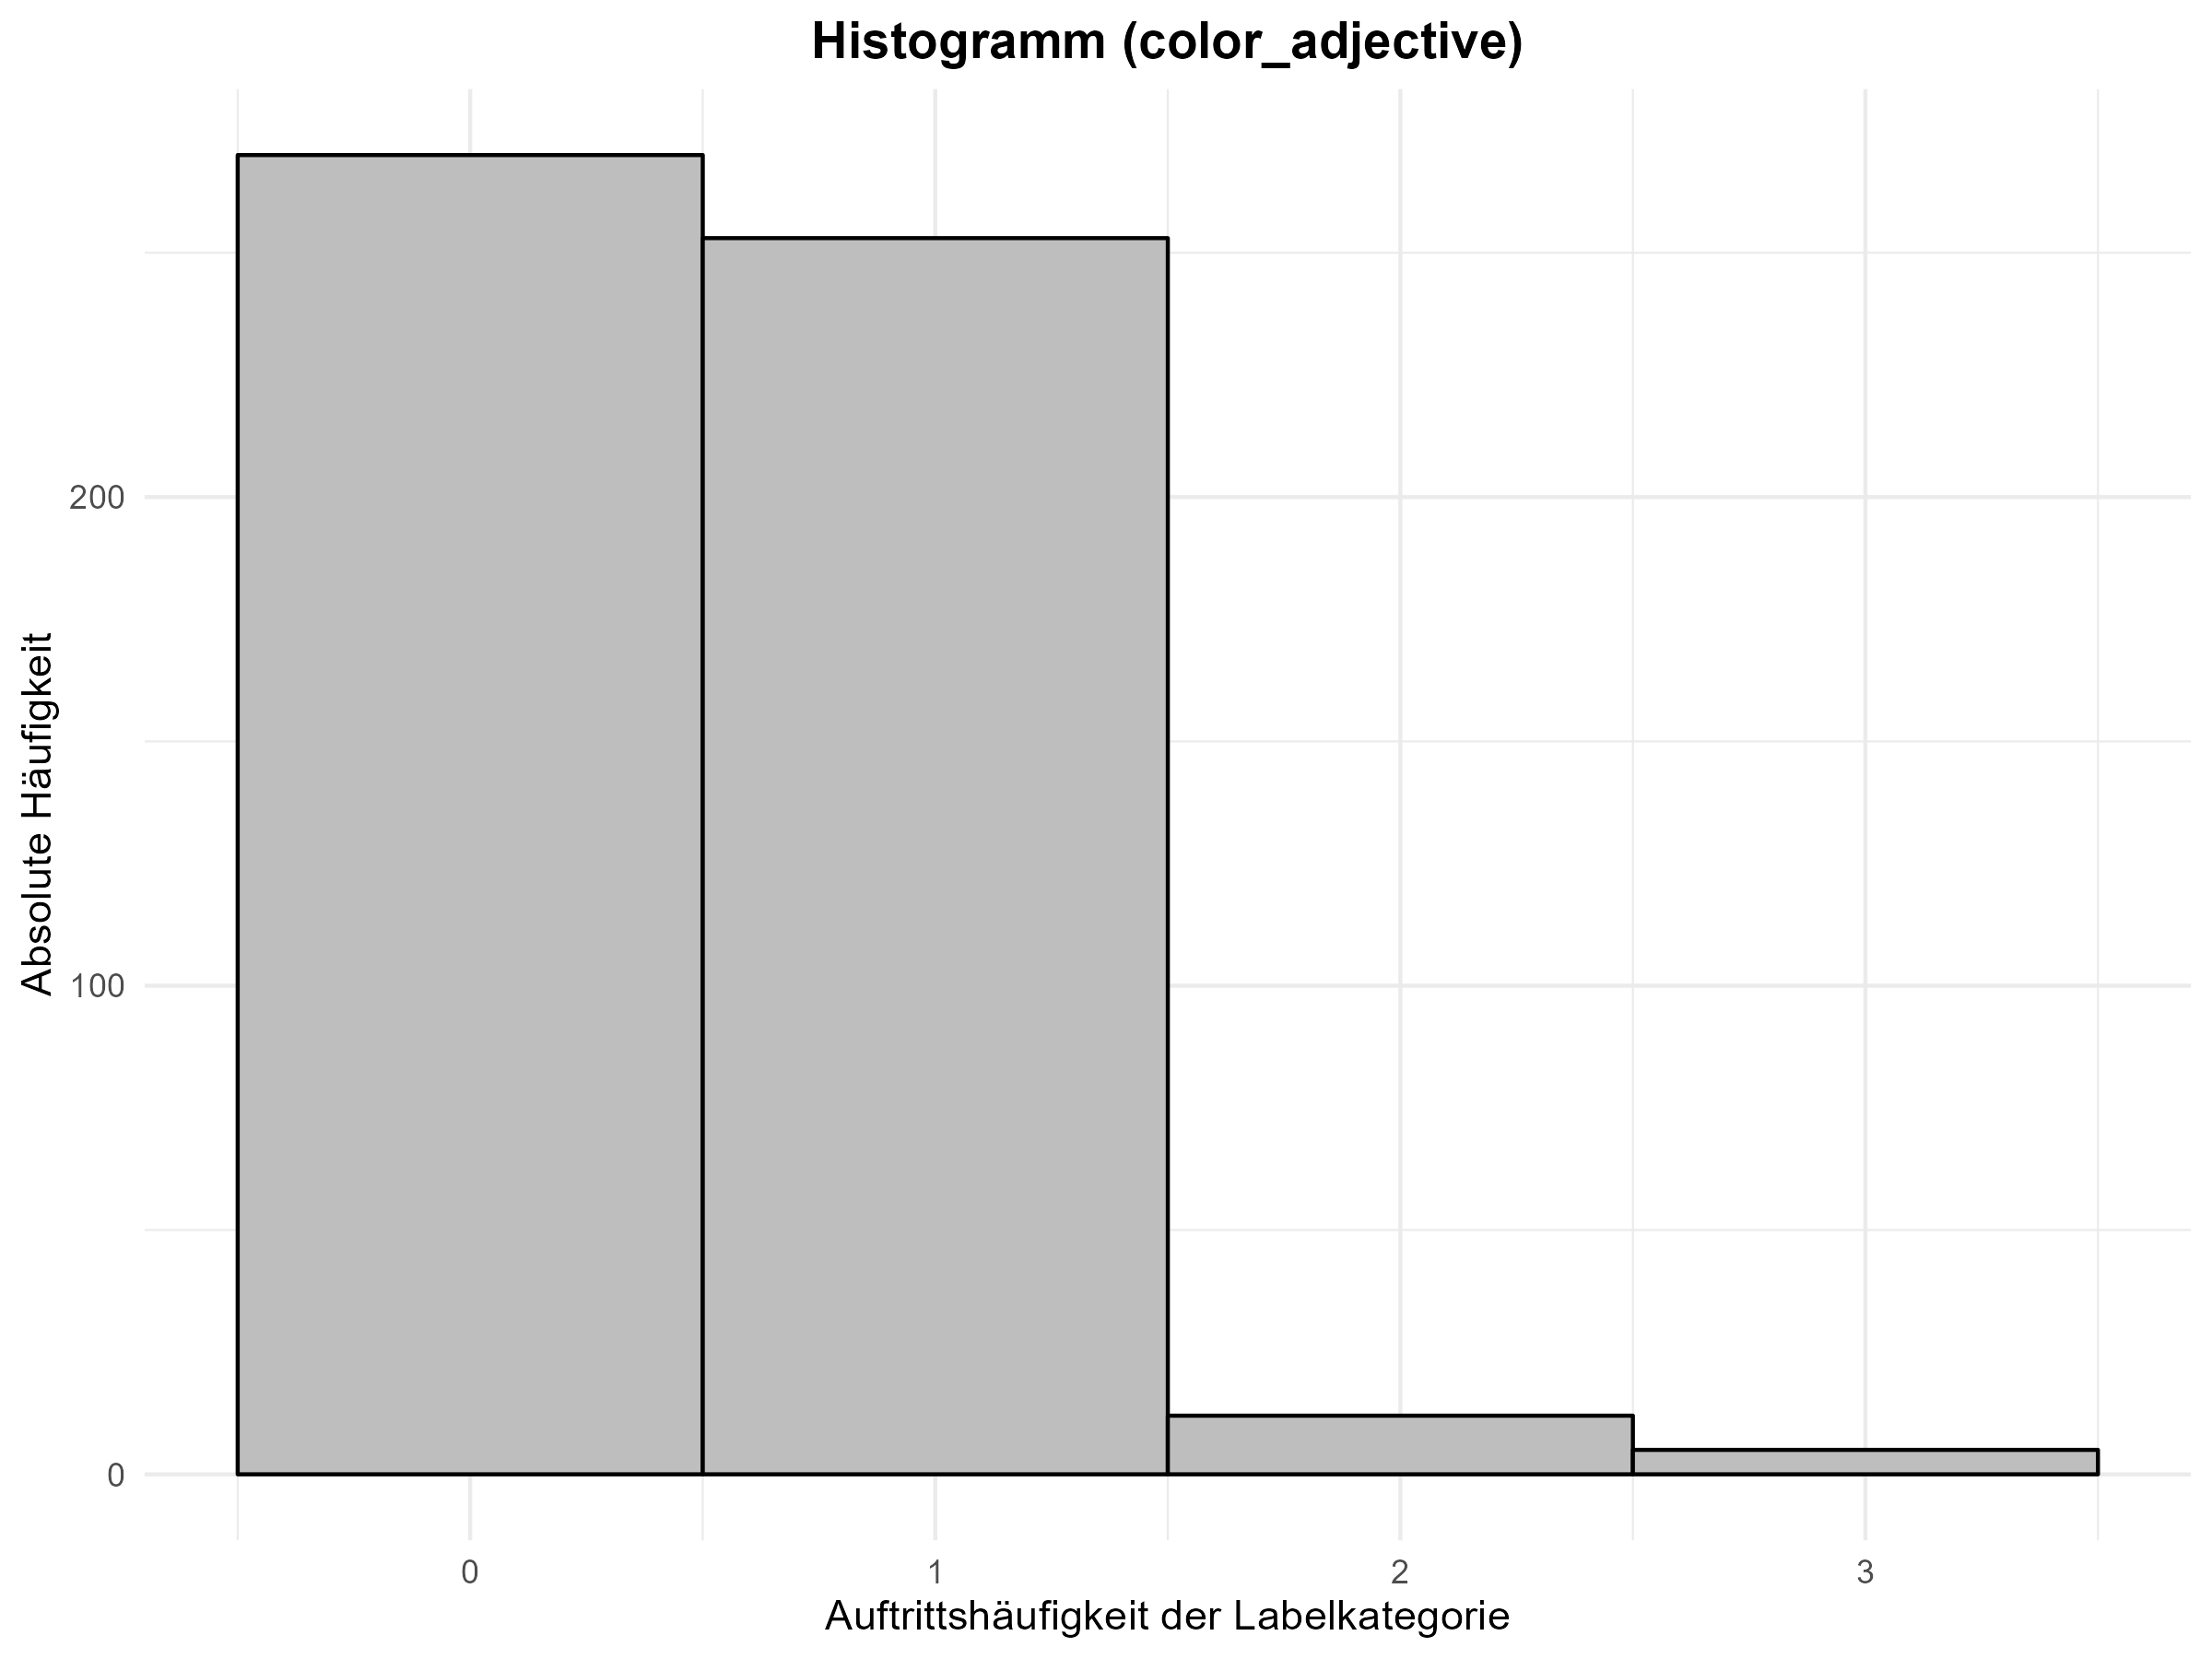 Histogramm (color_adjective)
Absolute Häufigkeit
200
100
0
0
1
2
3
Auftrittshäufigkeit der Labelkategorie